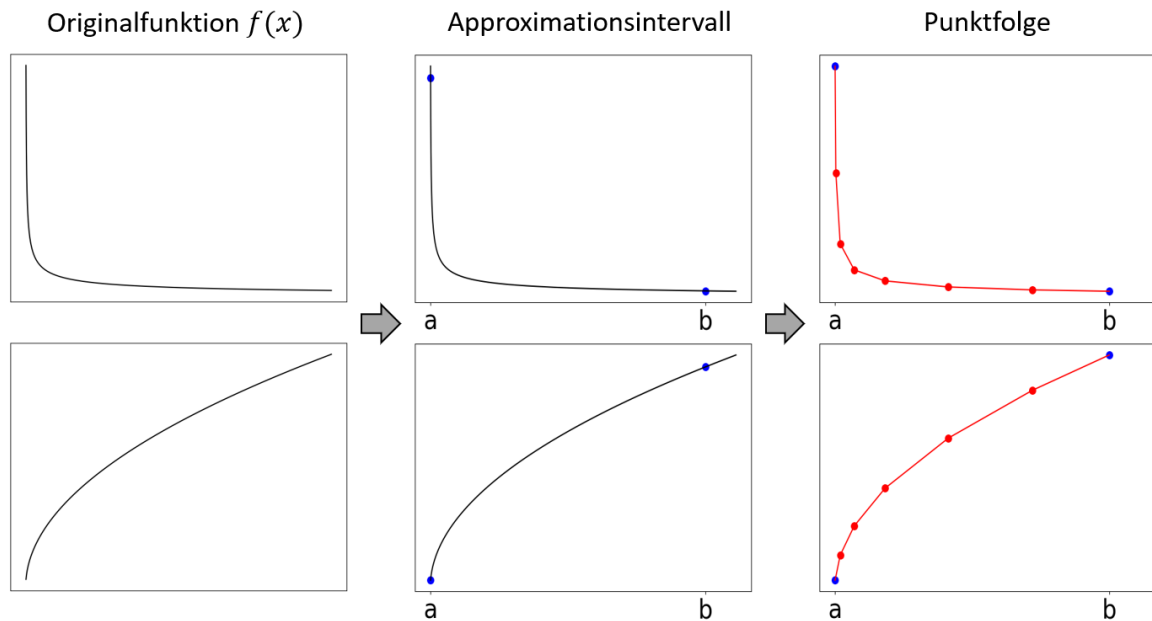 Originalfunktion f(x)
Approximationsintervall
Punktfolge
a
b
a
b
a
b
a
b